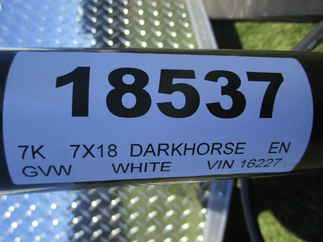 18537
7K 7X18 DARKHORSE EN
GVW WHITE VIN 16227